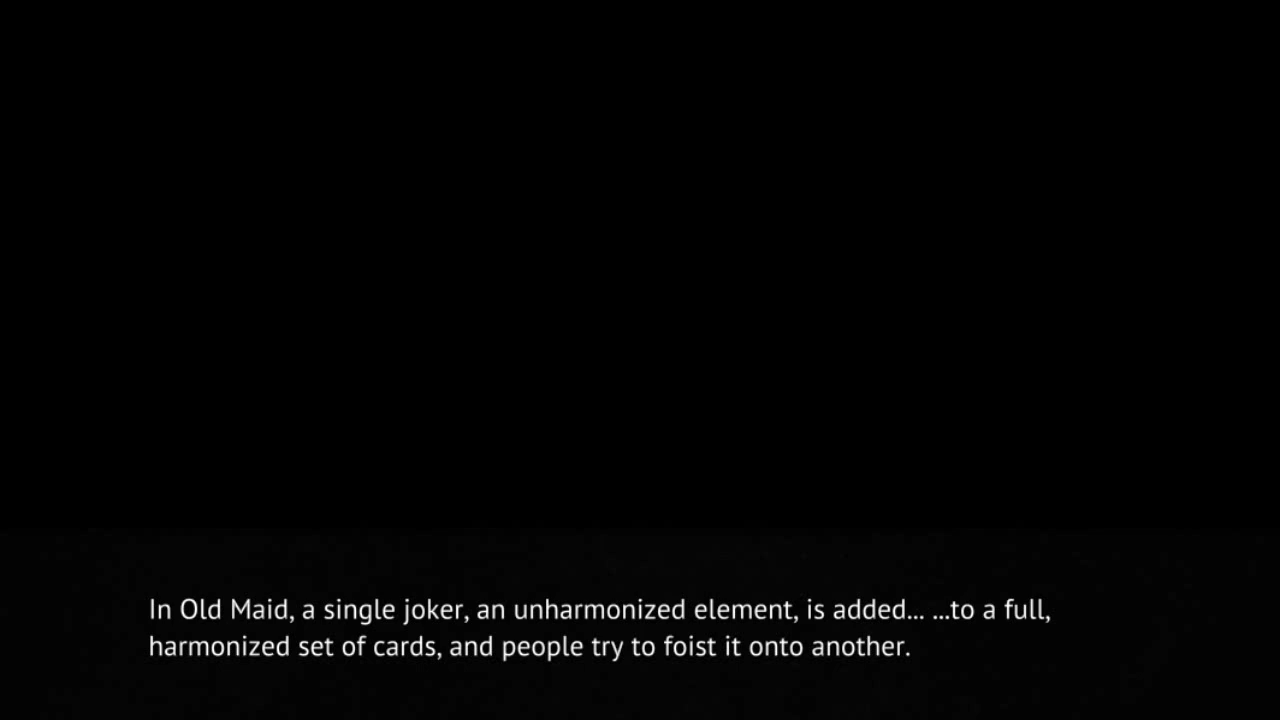 In Old Maid, a single joker, an unharmonized element, is added... ...to a full,
harmonized set of cards, and people try to foist it onto another.